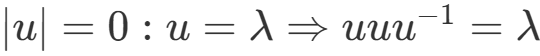 |u| = 0 : u = λ ⇒ uuu⁻¹ = λ